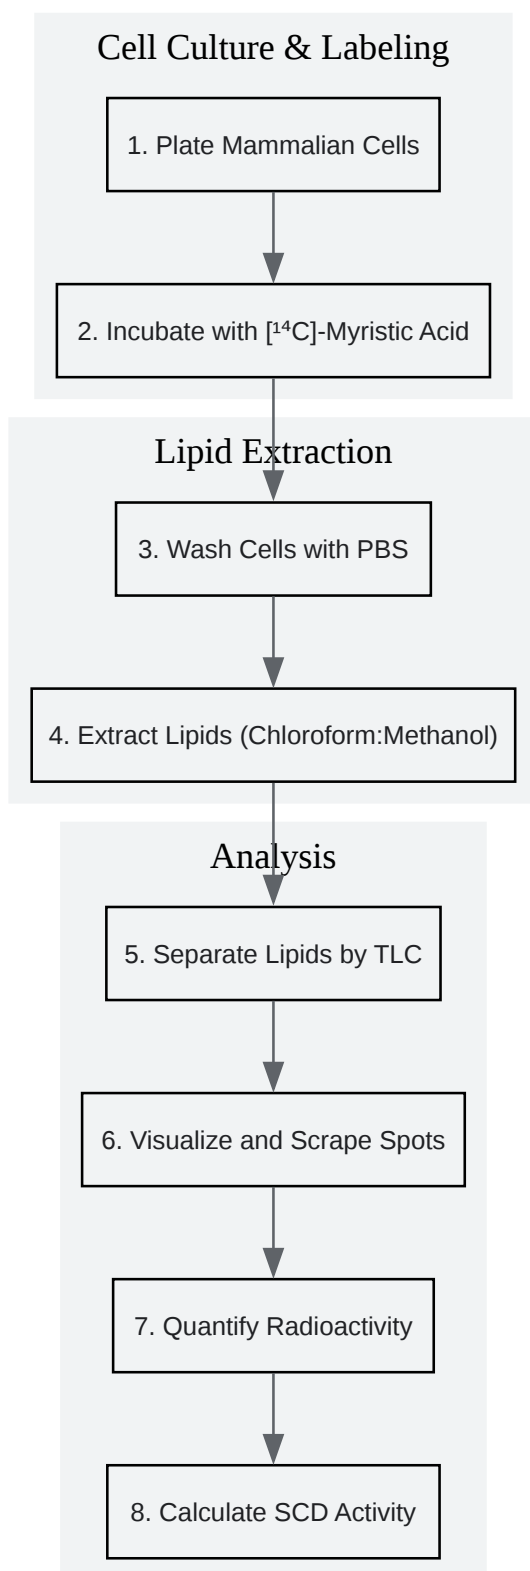 Cell Culture & Labeling
1. Plate Mammalian Cells
2. Incubate with [¹⁴C]-Myristic Acid
Lipid Extraction
3. Wash Cells with PBS
4. Extract Lipids (Chloroform:Methanol)
Analysis
5. Separate Lipids by TLC
6. Visualize and Scrape Spots
7. Quantify Radioactivity
8. Calculate SCD Activity